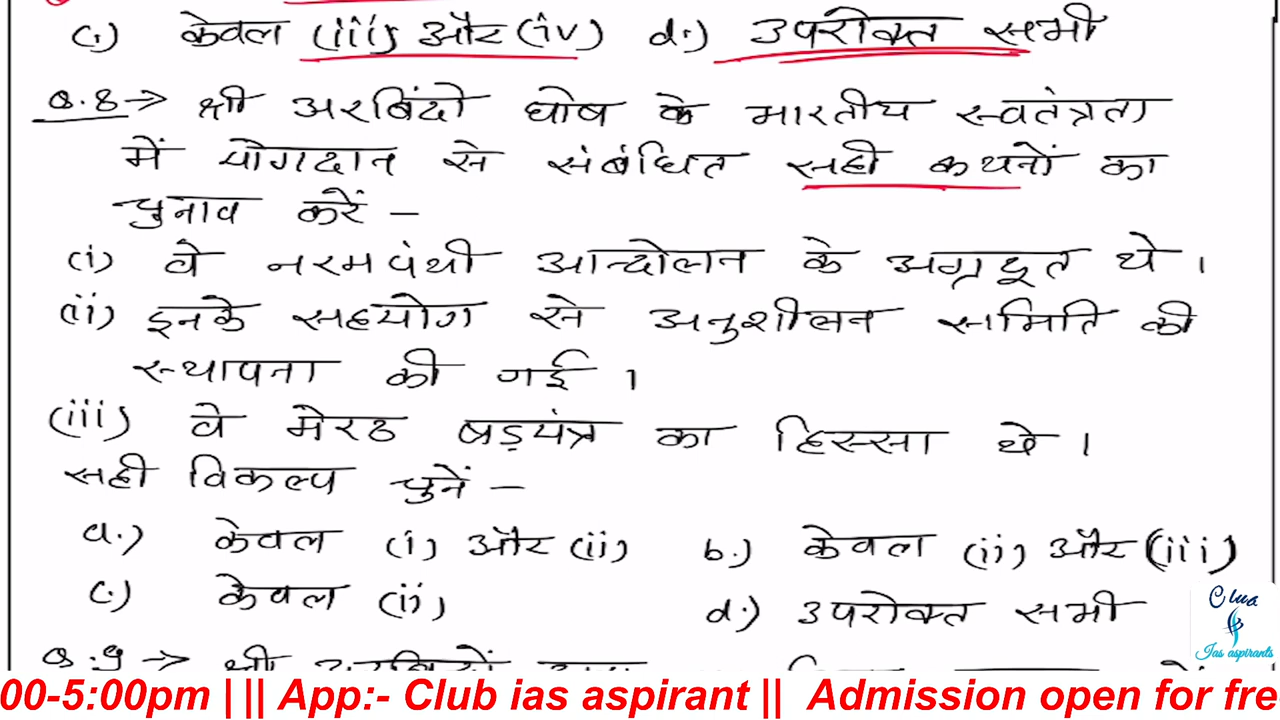 c.) केवल (iii) और (iv) d.) उपरोक्त सभी
Q.8→ श्री अरबिंदो घोष के भारतीय स्वतंत्रता
में योगदान से संबंधित सही कथनों का
चुनाव करें –
(i) वे नरमपंथी आन्दोलन के अग्रदूत थे ।
(ii) इनके सहयोग से अनुशीलन समिति की
स्थापना की गई ।
(iii) वे मेरठ षड़यंत्र का हिस्सा थे ।
सही विकल्प चुनें –
a.) केवल (i) और (ii) b.) केवल (ii) और (iii)
c.) केवल (ii) d.) उपरोक्त सभी
Q.9→ श्री
Club
Ias aspirants
00-5:00pm | || App:- Club ias aspirant || Admission open for fre